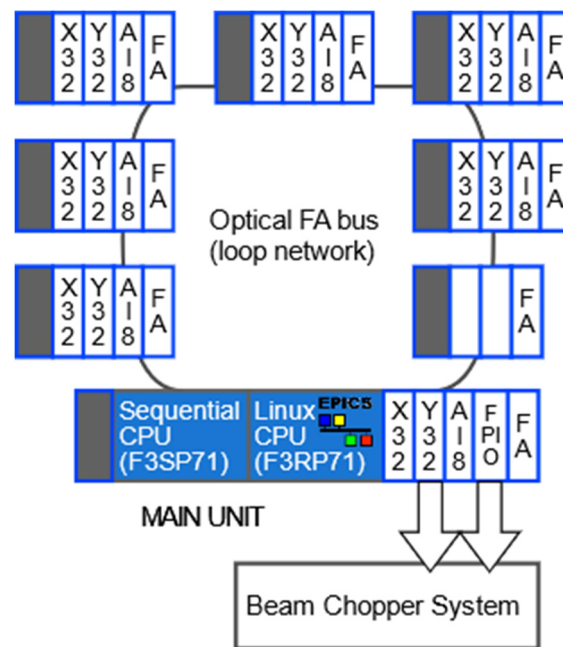 X32 Y32 AI8 FA
X32 Y32 AI8 FA
X32 Y32 AI8 FA
X32 Y32 AI8 FA
Optical FA bus
(loop network)
X32 Y32 AI8 FA
X32 Y32 AI8 FA
FA
Sequential
CPU
(F3SP71)
Linux
CPU
(F3RP71)
EPICS
X32 Y32 AI8 FPIO FA
MAIN UNIT
Beam Chopper System